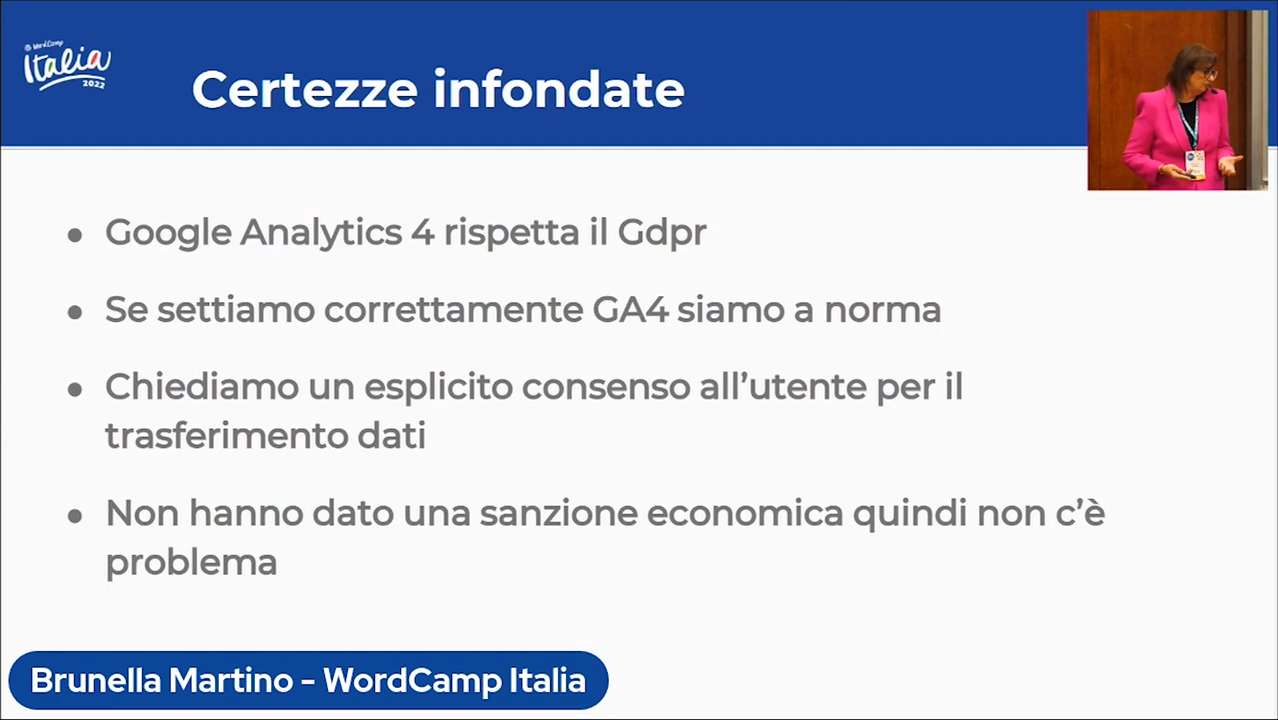 WordCamp
Italia
2022
Certezze infondate
• Google Analytics 4 rispetta il Gdpr
• Se settiamo correttamente GA4 siamo a norma
• Chiediamo un esplicito consenso all’utente per il
trasferimento dati
• Non hanno dato una sanzione economica quindi non c’è
problema
Brunella Martino - WordCamp Italia